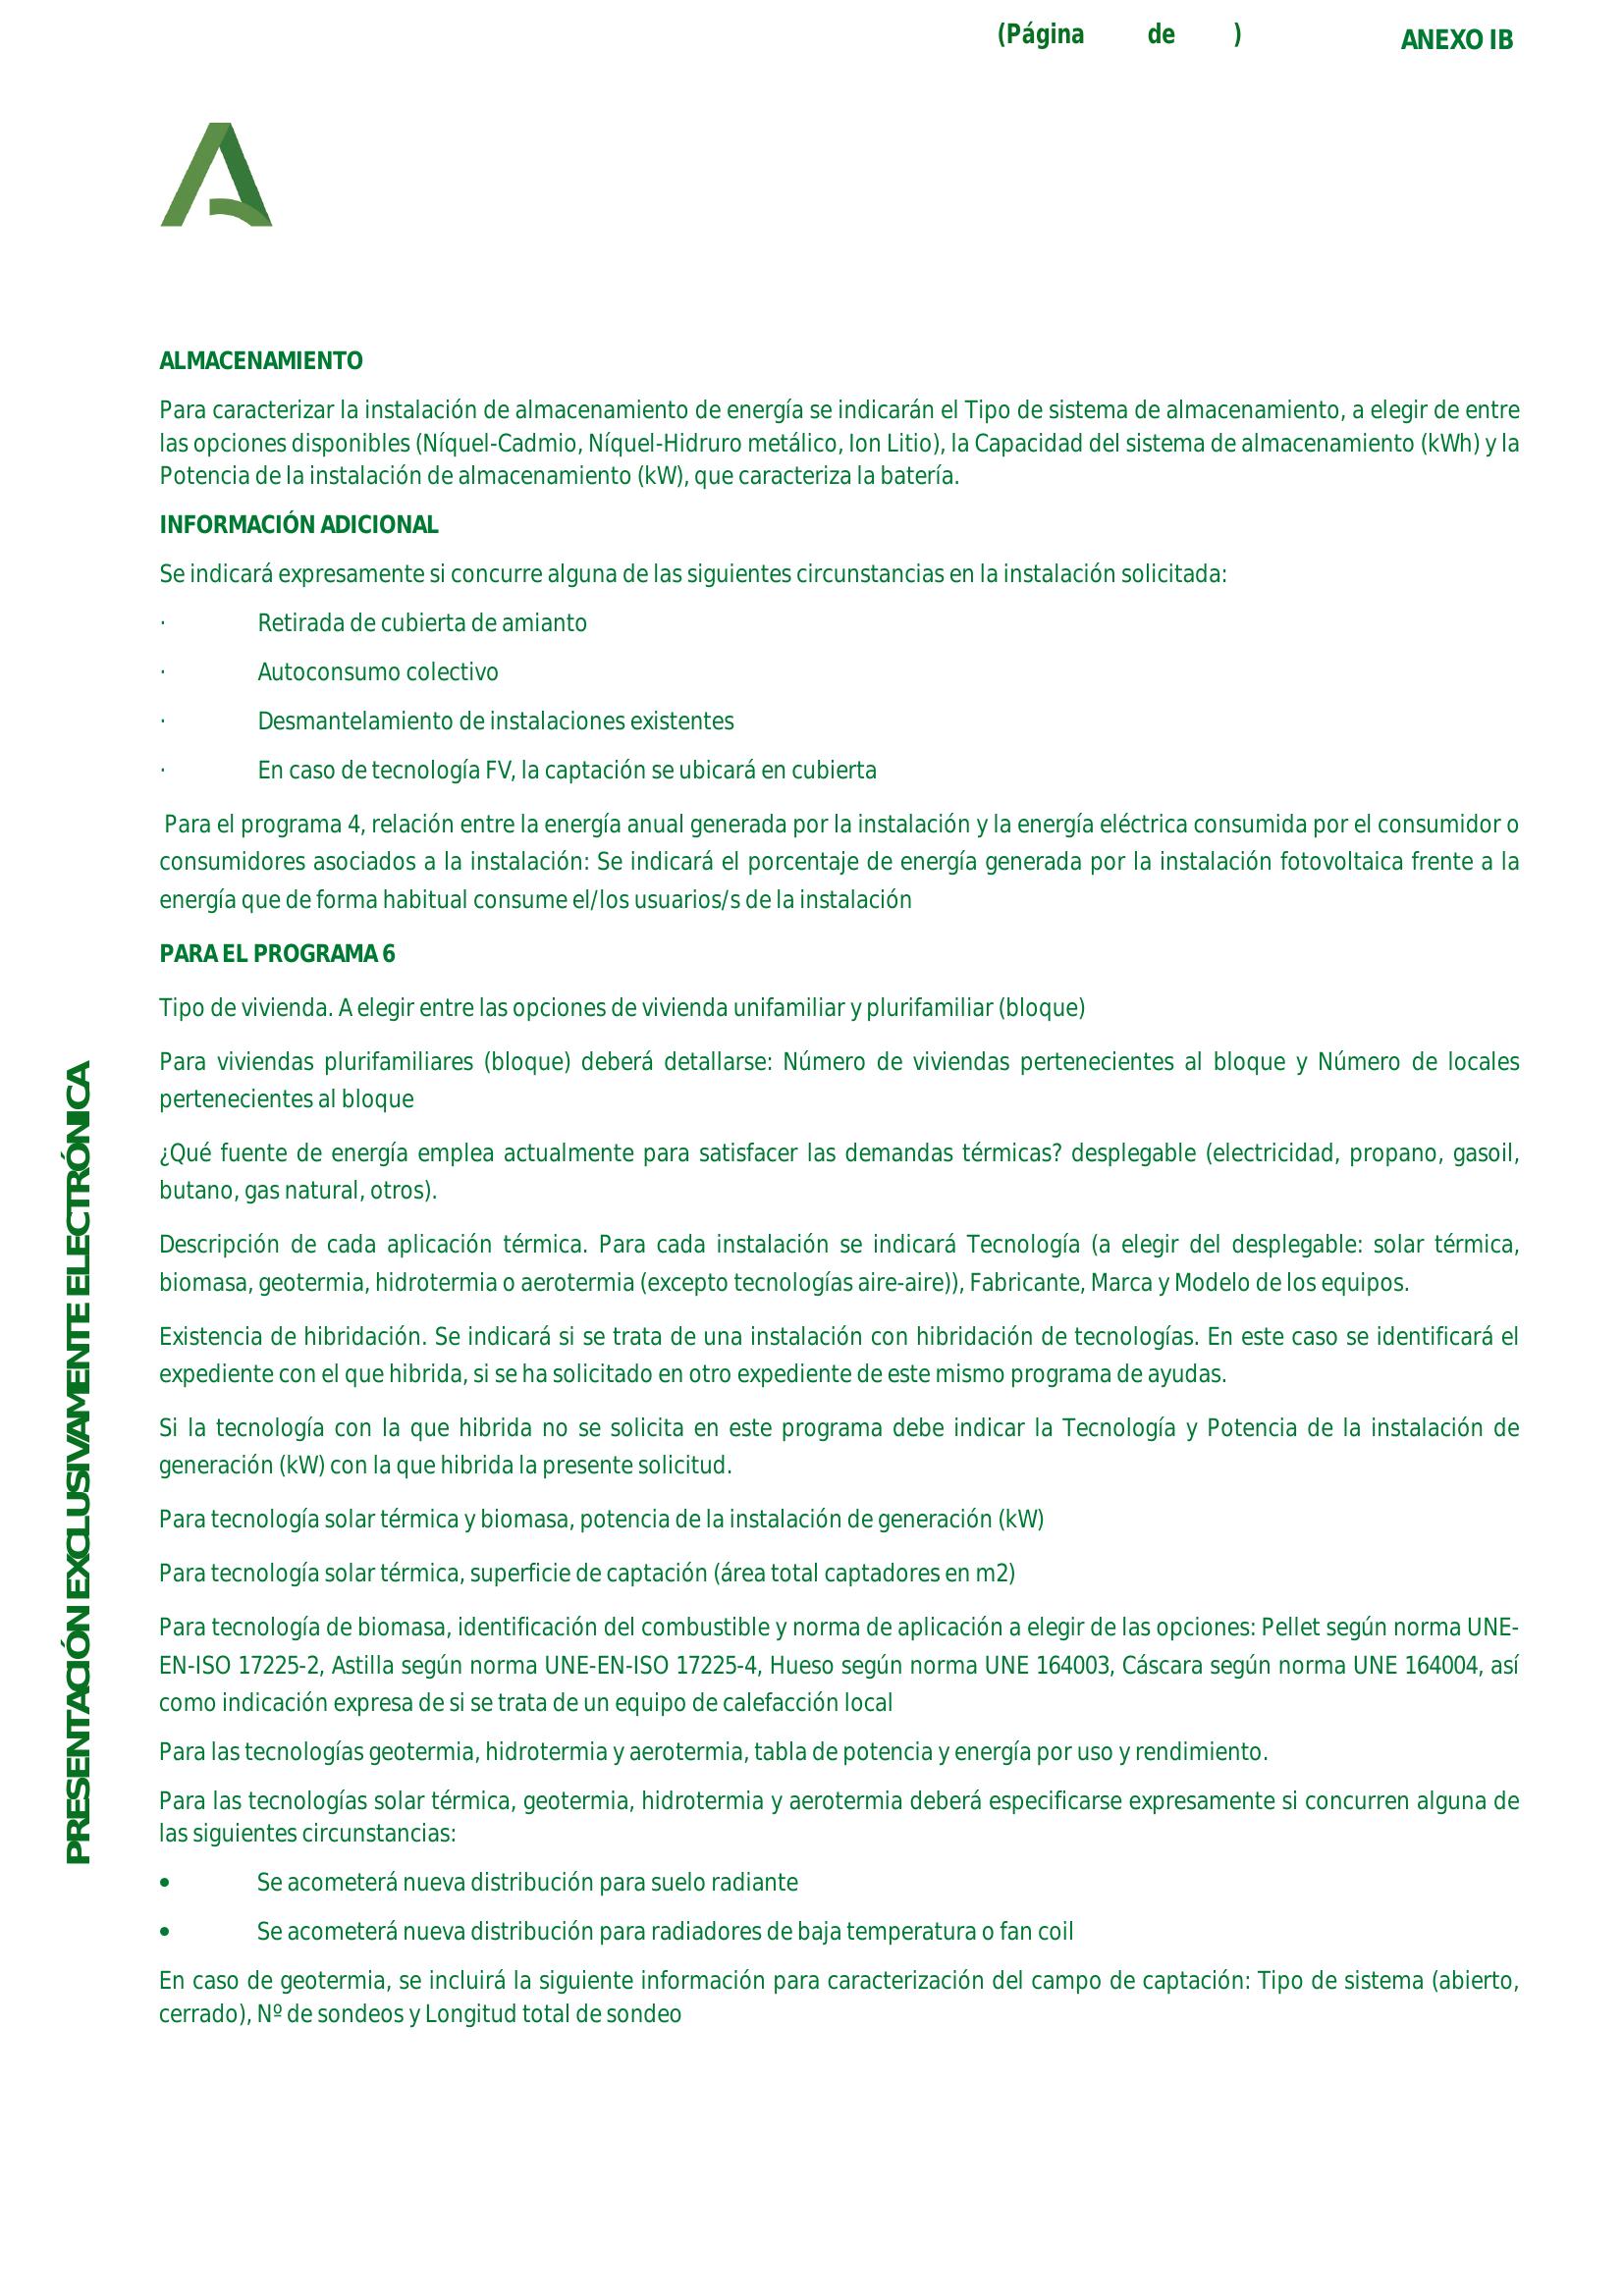 (Página de )
ANEXO IB
ALMACENAMIENTO
Para caracterizar la instalación de almacenamiento de energía se indicarán el Tipo de sistema de almacenamiento, a elegir de entre
las opciones disponibles (Níquel-Cadmio, Níquel-Hidruro metálico, Ion Litio), la Capacidad del sistema de almacenamiento (kWh) y la
Potencia de la instalación de almacenamiento (kW), que caracteriza la batería.
INFORMACIÓN ADICIONAL
Se indicará expresamente si concurre alguna de las siguientes circunstancias en la instalación solicitada:
· Retirada de cubierta de amianto
· Autoconsumo colectivo
· Desmantelamiento de instalaciones existentes
· En caso de tecnología FV, la captación se ubicará en cubierta
Para el programa 4, relación entre la energía anual generada por la instalación y la energía eléctrica consumida por el consumidor o
consumidores asociados a la instalación: Se indicará el porcentaje de energía generada por la instalación fotovoltaica frente a la
energía que de forma habitual consume el/los usuarios/s de la instalación
PARA EL PROGRAMA 6
Tipo de vivienda. A elegir entre las opciones de vivienda unifamiliar y plurifamiliar (bloque)
Para viviendas plurifamiliares (bloque) deberá detallarse: Número de viviendas pertenecientes al bloque y Número de locales
pertenecientes al bloque
¿Qué fuente de energía emplea actualmente para satisfacer las demandas térmicas? desplegable (electricidad, propano, gasoil,
butano, gas natural, otros).
Descripción de cada aplicación térmica. Para cada instalación se indicará Tecnología (a elegir del desplegable: solar térmica,
biomasa, geotermia, hidrotermia o aerotermia (excepto tecnologías aire-aire)), Fabricante, Marca y Modelo de los equipos.
Existencia de hibridación. Se indicará si se trata de una instalación con hibridación de tecnologías. En este caso se identificará el
expediente con el que hibrida, si se ha solicitado en otro expediente de este mismo programa de ayudas.
Si la tecnología con la que hibrida no se solicita en este programa debe indicar la Tecnología y Potencia de la instalación de
generación (kW) con la que hibrida la presente solicitud.
Para tecnología solar térmica y biomasa, potencia de la instalación de generación (kW)
Para tecnología solar térmica, superficie de captación (área total captadores en m2)
Para tecnología de biomasa, identificación del combustible y norma de aplicación a elegir de las opciones: Pellet según norma UNE-
EN-ISO 17225-2, Astilla según norma UNE-EN-ISO 17225-4, Hueso según norma UNE 164003, Cáscara según norma UNE 164004, así
como indicación expresa de si se trata de un equipo de calefacción local
Para las tecnologías geotermia, hidrotermia y aerotermia, tabla de potencia y energía por uso y rendimiento.
Para las tecnologías solar térmica, geotermia, hidrotermia y aerotermia deberá especificarse expresamente si concurren alguna de
las siguientes circunstancias:
• Se acometerá nueva distribución para suelo radiante
• Se acometerá nueva distribución para radiadores de baja temperatura o fan coil
En caso de geotermia, se incluirá la siguiente información para caracterización del campo de captación: Tipo de sistema (abierto,
cerrado), Nº de sondeos y Longitud total de sondeo
PRESENTACIÓN EXCLUSIVAMENTE ELECTRÓNICA